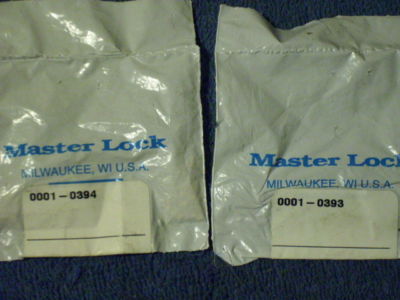 Master Lock
MILWAUKEE, WI U.S.A.
0001-0394
Master Lock
MILWAUKEE, WI U.S.A.
0001-0393